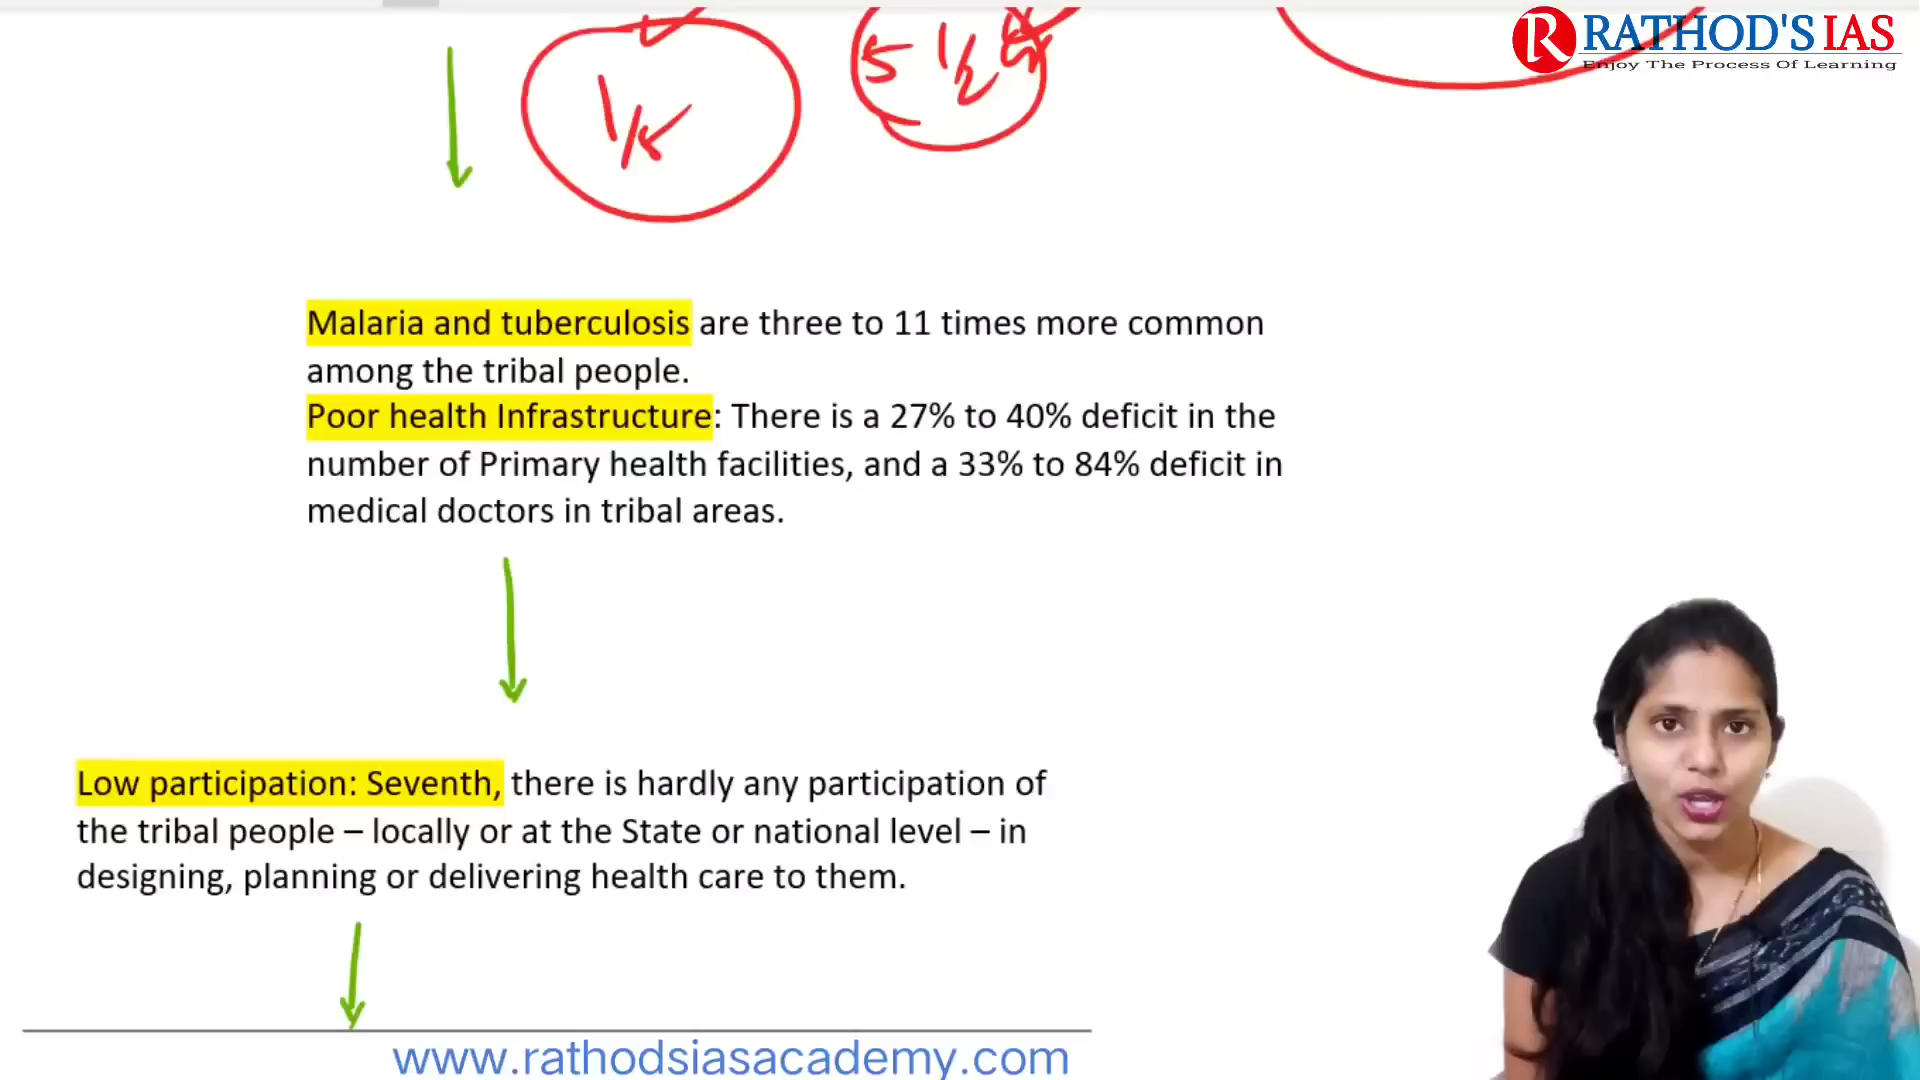 RATHOD'S IAS
Enjoy The Process Of Learning
Malaria and tuberculosis are three to 11 times more common
among the tribal people.
Poor health Infrastructure: There is a 27% to 40% deficit in the
number of Primary health facilities, and a 33% to 84% deficit in
medical doctors in tribal areas.
Low participation: Seventh, there is hardly any participation of
the tribal people – locally or at the State or national level – in
designing, planning or delivering health care to them.
www.rathodsiasacademy.com